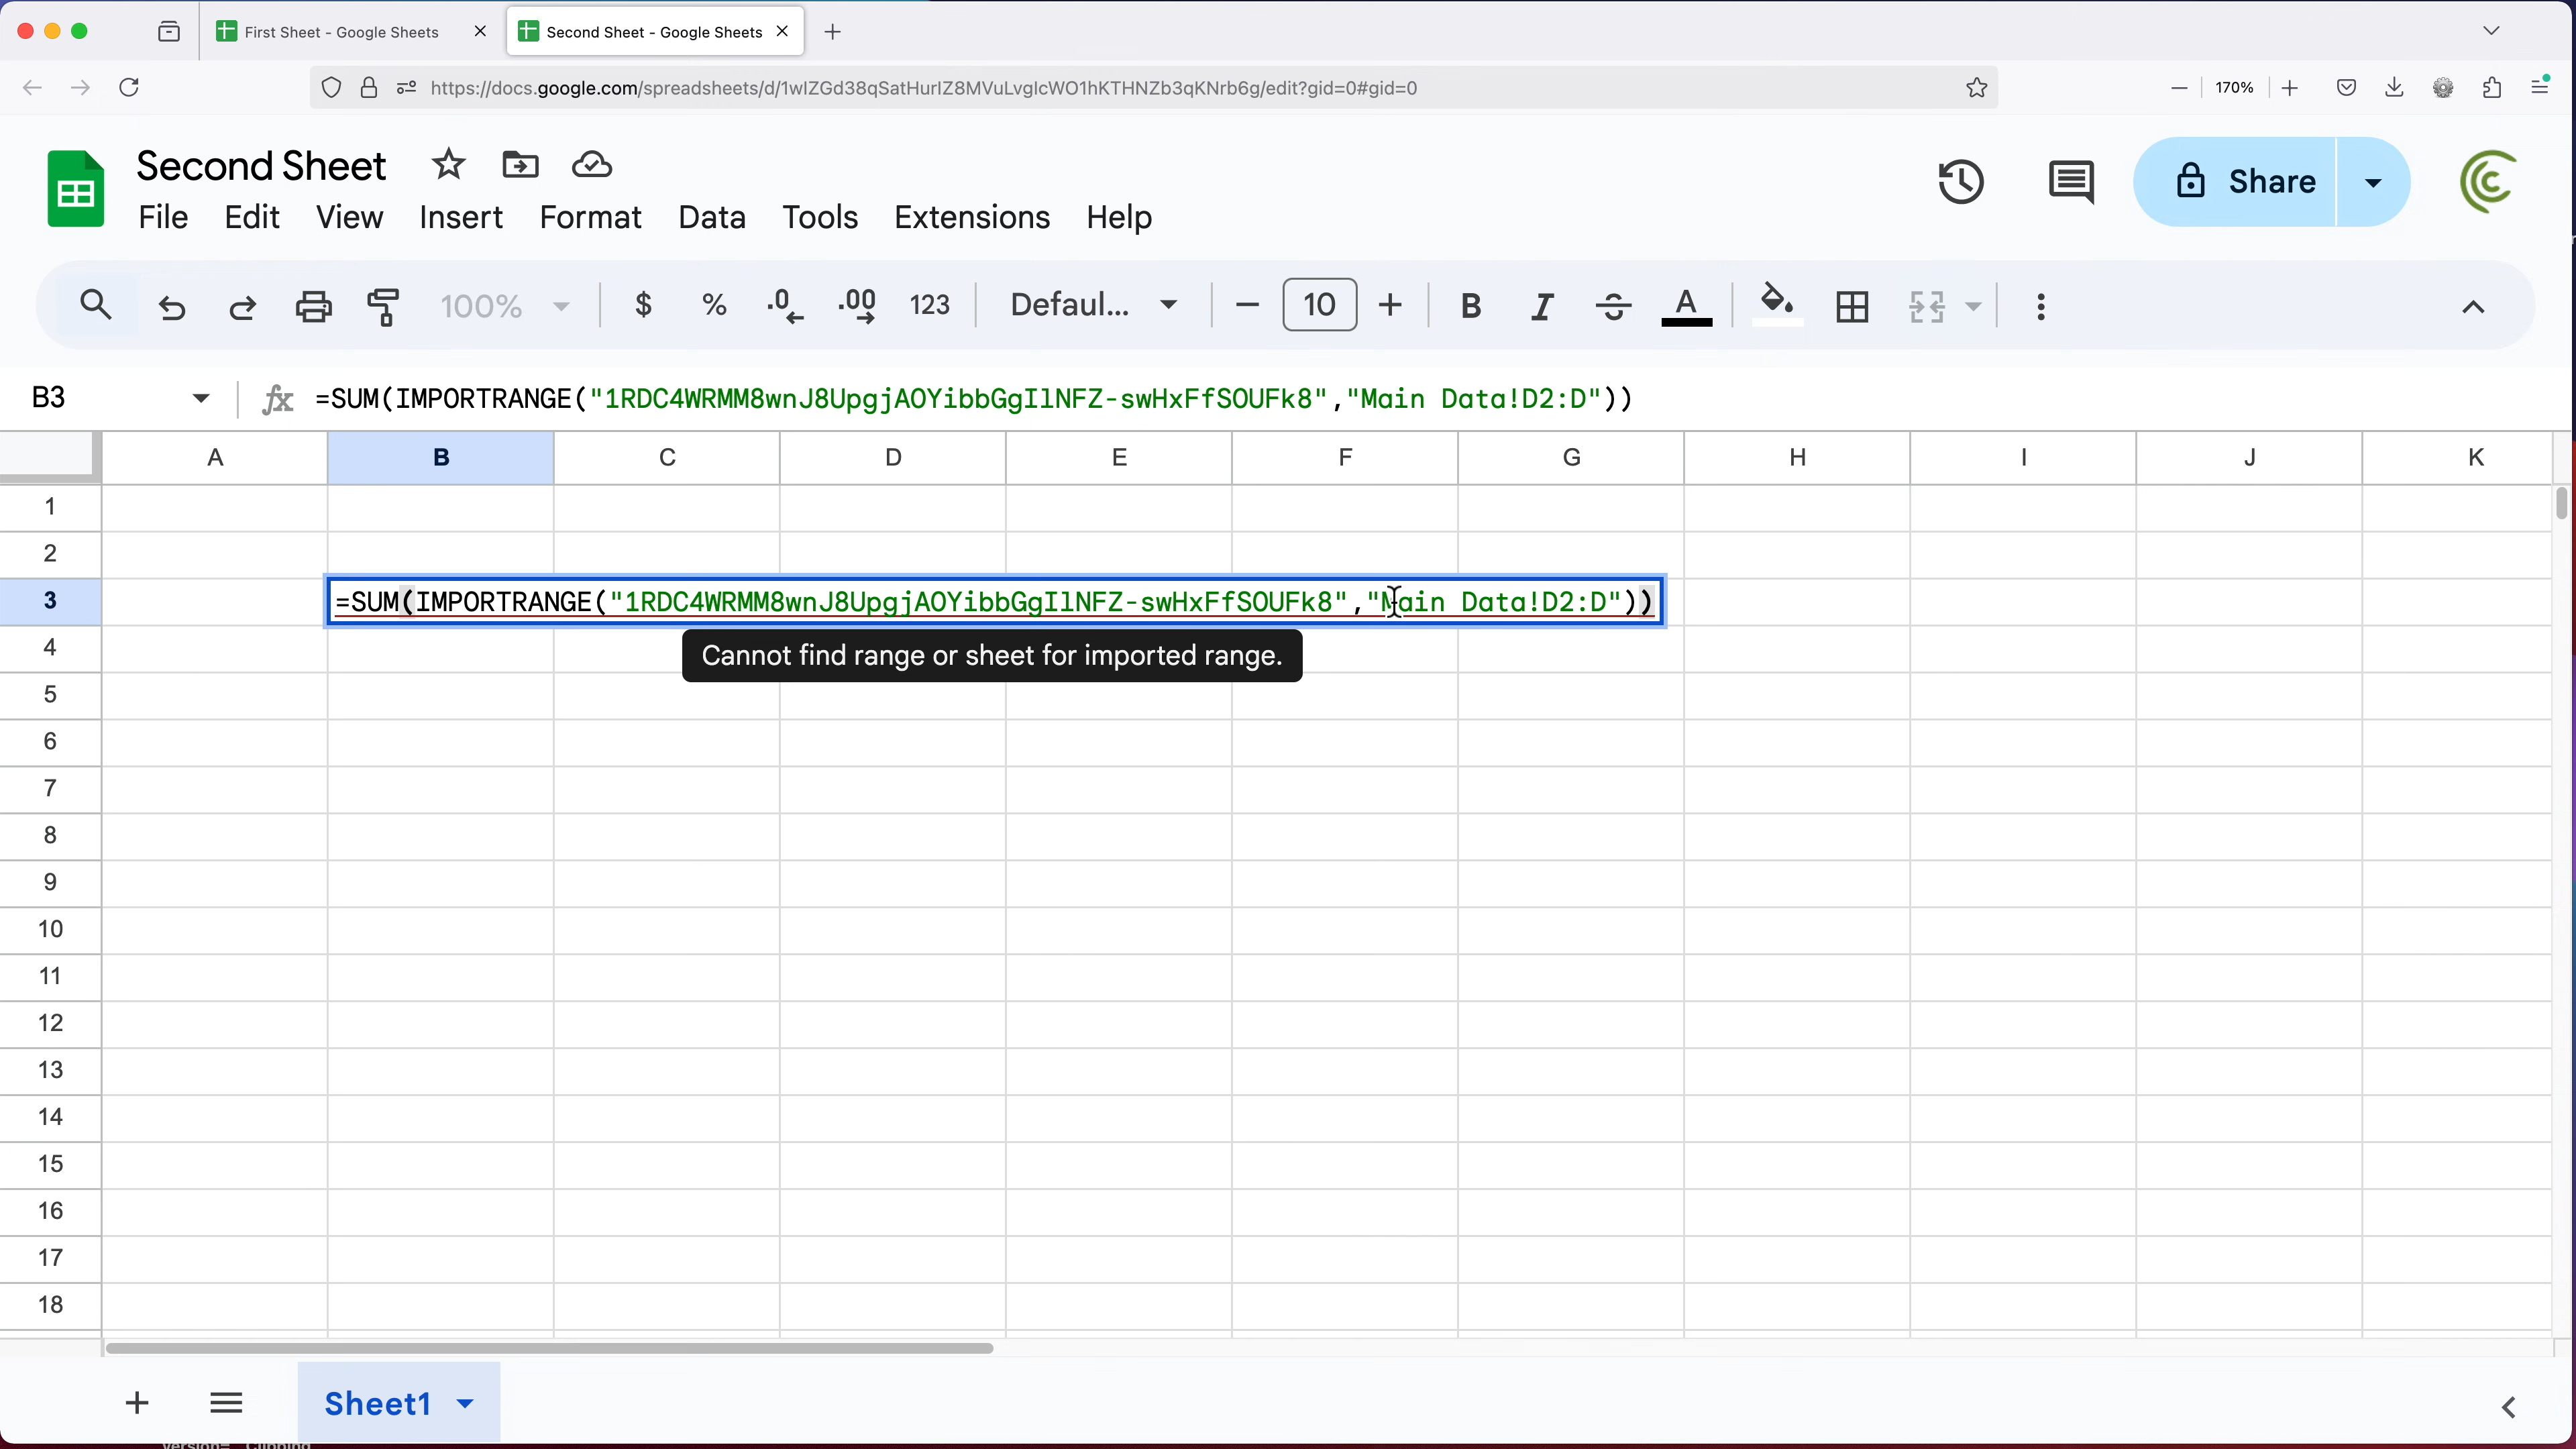 First Sheet - Google Sheets
Second Sheet - Google Sheets
https://docs.google.com/spreadsheets/d/1wIZGd38qSatHurIZ8MVuLvglcWO1hKTHNZb3qKNrb6g/edit?gid=0#gid=0
170%
Second Sheet
Share
File Edit View Insert Format Data Tools Extensions Help
100% $ % .0 .00 123 Defaul... 10 B I A
B3 fx =SUM(IMPORTRANGE("1RDC4WRMM8wnJ8UpgjAOYibbGgIlNFZ-swHxFfSOUFk8","Main Data!D2:D"))
A B C D E F G H I J K
1
2
3 =SUM(IMPORTRANGE("1RDC4WRMM8wnJ8UpgjAOYibbGgIlNFZ-swHxFfSOUFk8","Main Data!D2:D"))
Cannot find range or sheet for imported range.
4
5
6
7
8
9
10
11
12
13
14
15
16
17
18
Sheet1